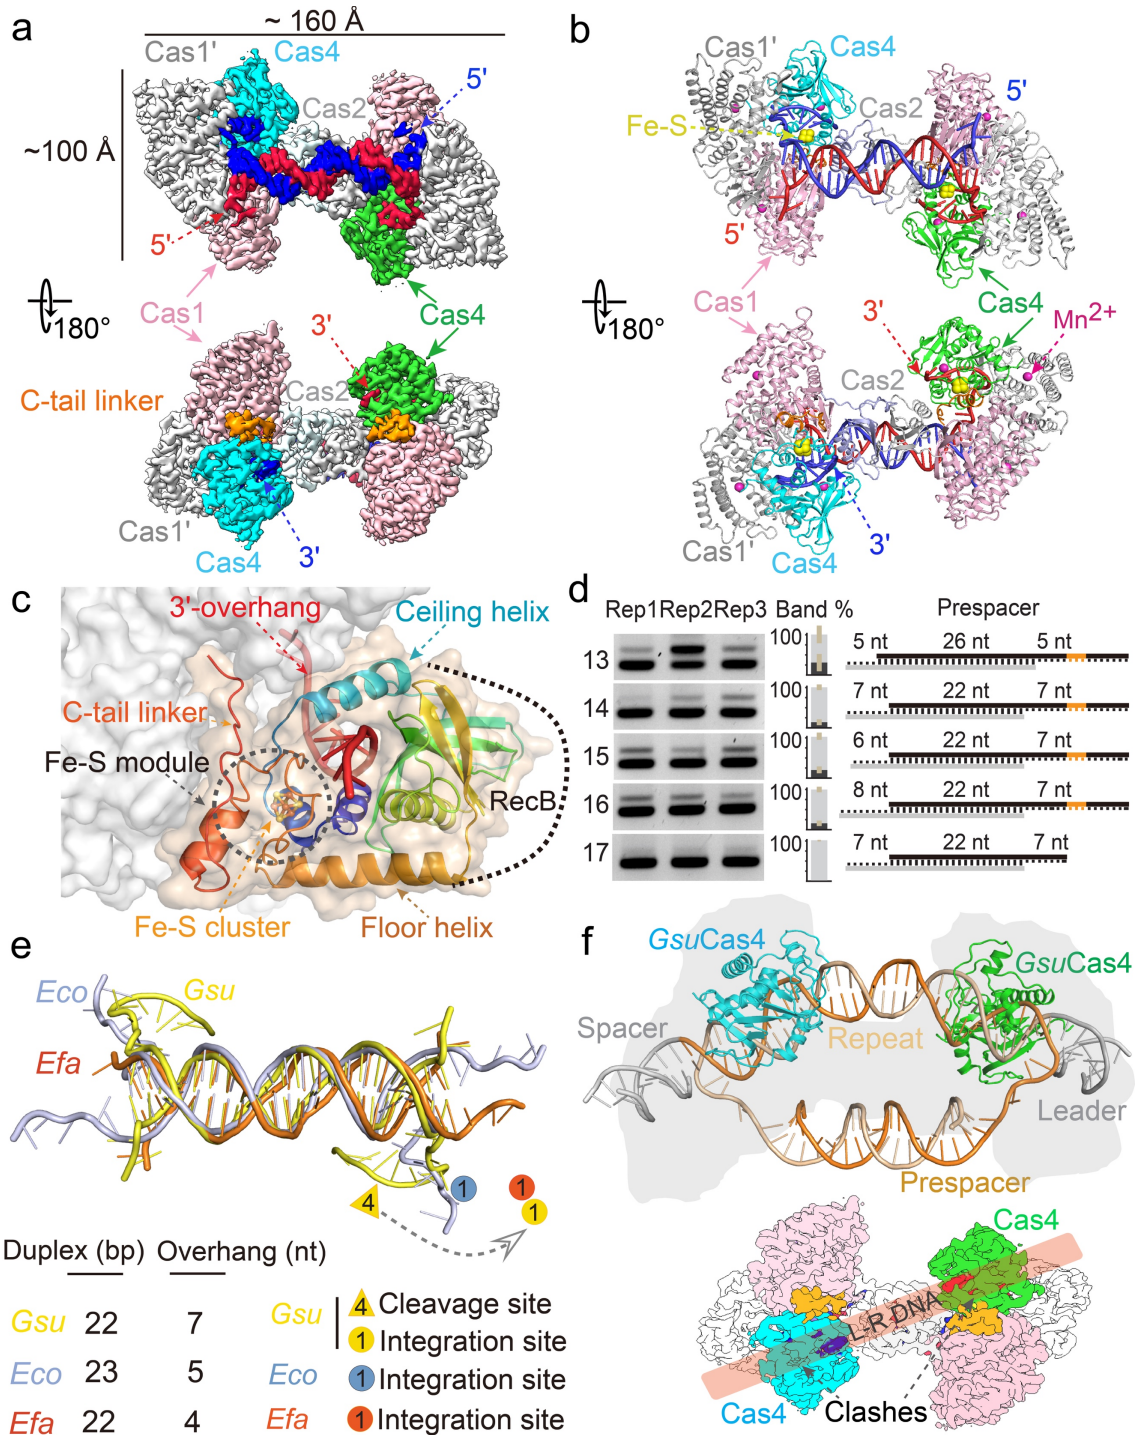 a
~ 160 Å
Cas1'
Cas4
Cas2
5'
~100 Å
5'
180°
Cas1
Cas4
3'
C-tail linker
Cas2
Cas1'
Cas4
3'
b
Cas1'
Cas4
Cas2
5'
Fe-S
5'
180°
Cas1
Cas4
3'
Mn2+
Cas2
Cas1'
Cas4
3'
c
3'-overhang
Ceiling helix
C-tail linker
Fe-S module
RecB
Fe-S cluster
Floor helix
d
Rep1 Rep2 Rep3 Band % Prespacer
13 100 5 nt 26 nt 5 nt
14 100 7 nt 22 nt 7 nt
15 100 6 nt 22 nt 7 nt
16 100 8 nt 22 nt 7 nt
17 100 7 nt 22 nt 7 nt
e
Eco
Gsu
Efa
4
1
1
1
Duplex (bp) Overhang (nt)
Gsu 22 7
Eco 23 5
Efa 22 4
Gsu
4 Cleavage site
1 Integration site
Eco 1 Integration site
Efa 1 Integration site
f
GsuCas4
GsuCas4
Spacer
Repeat
Leader
Prespacer
Cas4
L-R DNA
Cas4
Clashes